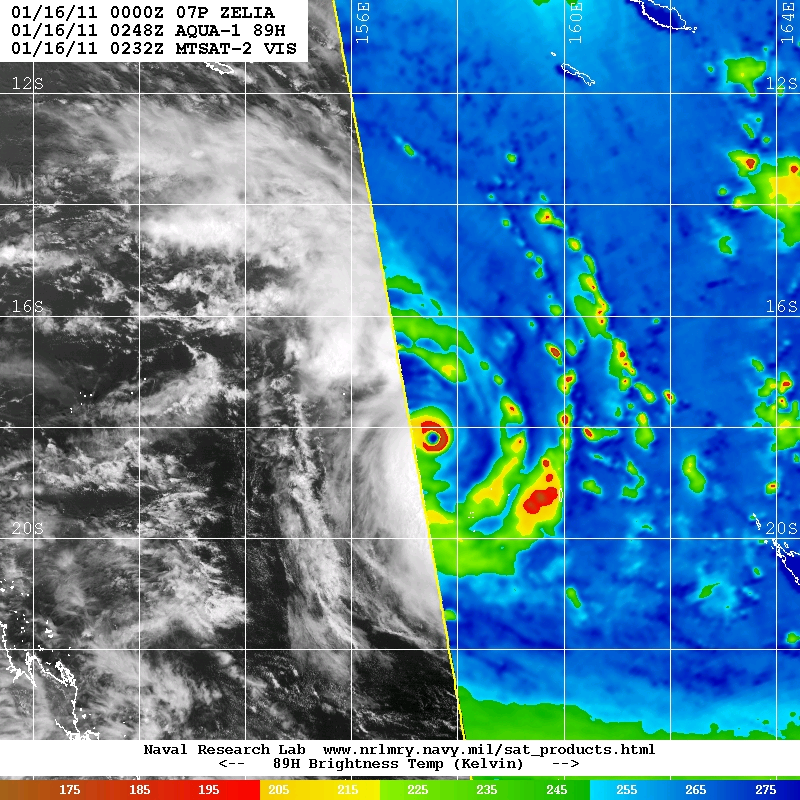 01/16/11 0000Z 07P ZELIA
01/16/11 0248Z AQUA-1 89H
01/16/11 0232Z MTSAT-2 VIS
156E
160E
164E
12S
12S
16S
16S
20S
20S
Naval Research Lab www.nrlmry.navy.mil/sat_products.html
<-- 89H Brightness Temp (Kelvin) -->
175 185 195 205 215 225 235 245 255 265 275